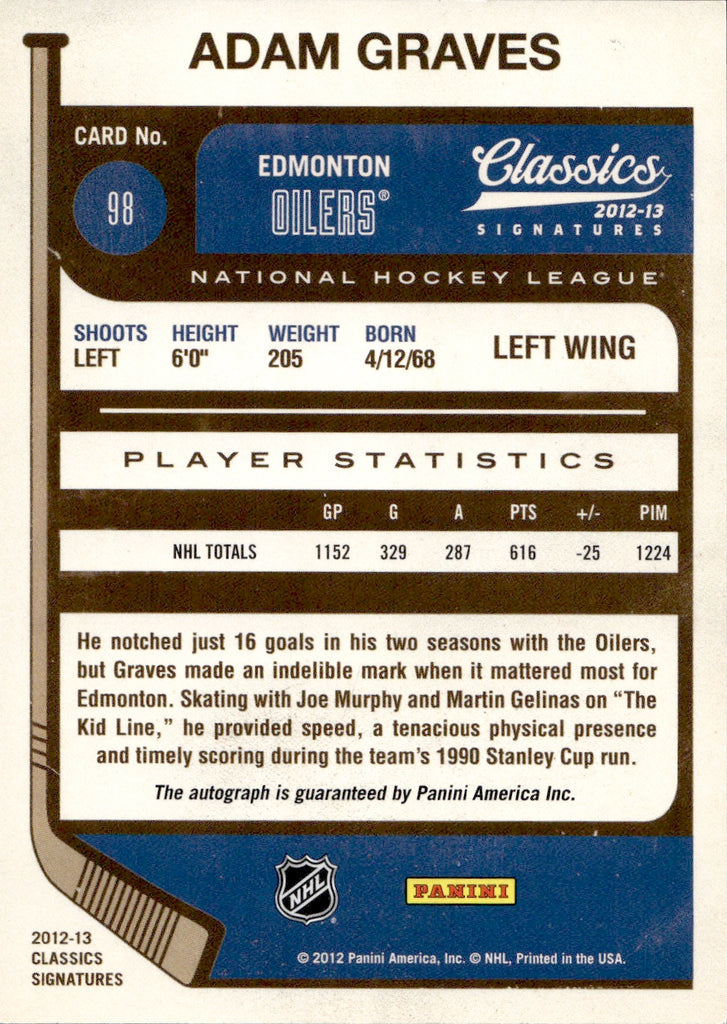 ADAM GRAVES
CARD No.
98
EDMONTON
OILERS®
Classics
2012-13
SIGNATURES
NATIONAL HOCKEY LEAGUE
SHOOTS HEIGHT WEIGHT BORN
LEFT 6'0" 205 4/12/68
LEFT WING
PLAYER STATISTICS
GP G A PTS +/- PIM
NHL TOTALS 1152 329 287 616 -25 1224
He notched just 16 goals in his two seasons with the Oilers,
but Graves made an indelible mark when it mattered most for
Edmonton. Skating with Joe Murphy and Martin Gelinas on “The
Kid Line,” he provided speed, a tenacious physical presence
and timely scoring during the team’s 1990 Stanley Cup run.
The autograph is guaranteed by Panini America Inc.
NHL
PANINI
2012-13
CLASSICS
SIGNATURES
© 2012 Panini America, Inc. © NHL, Printed in the USA.